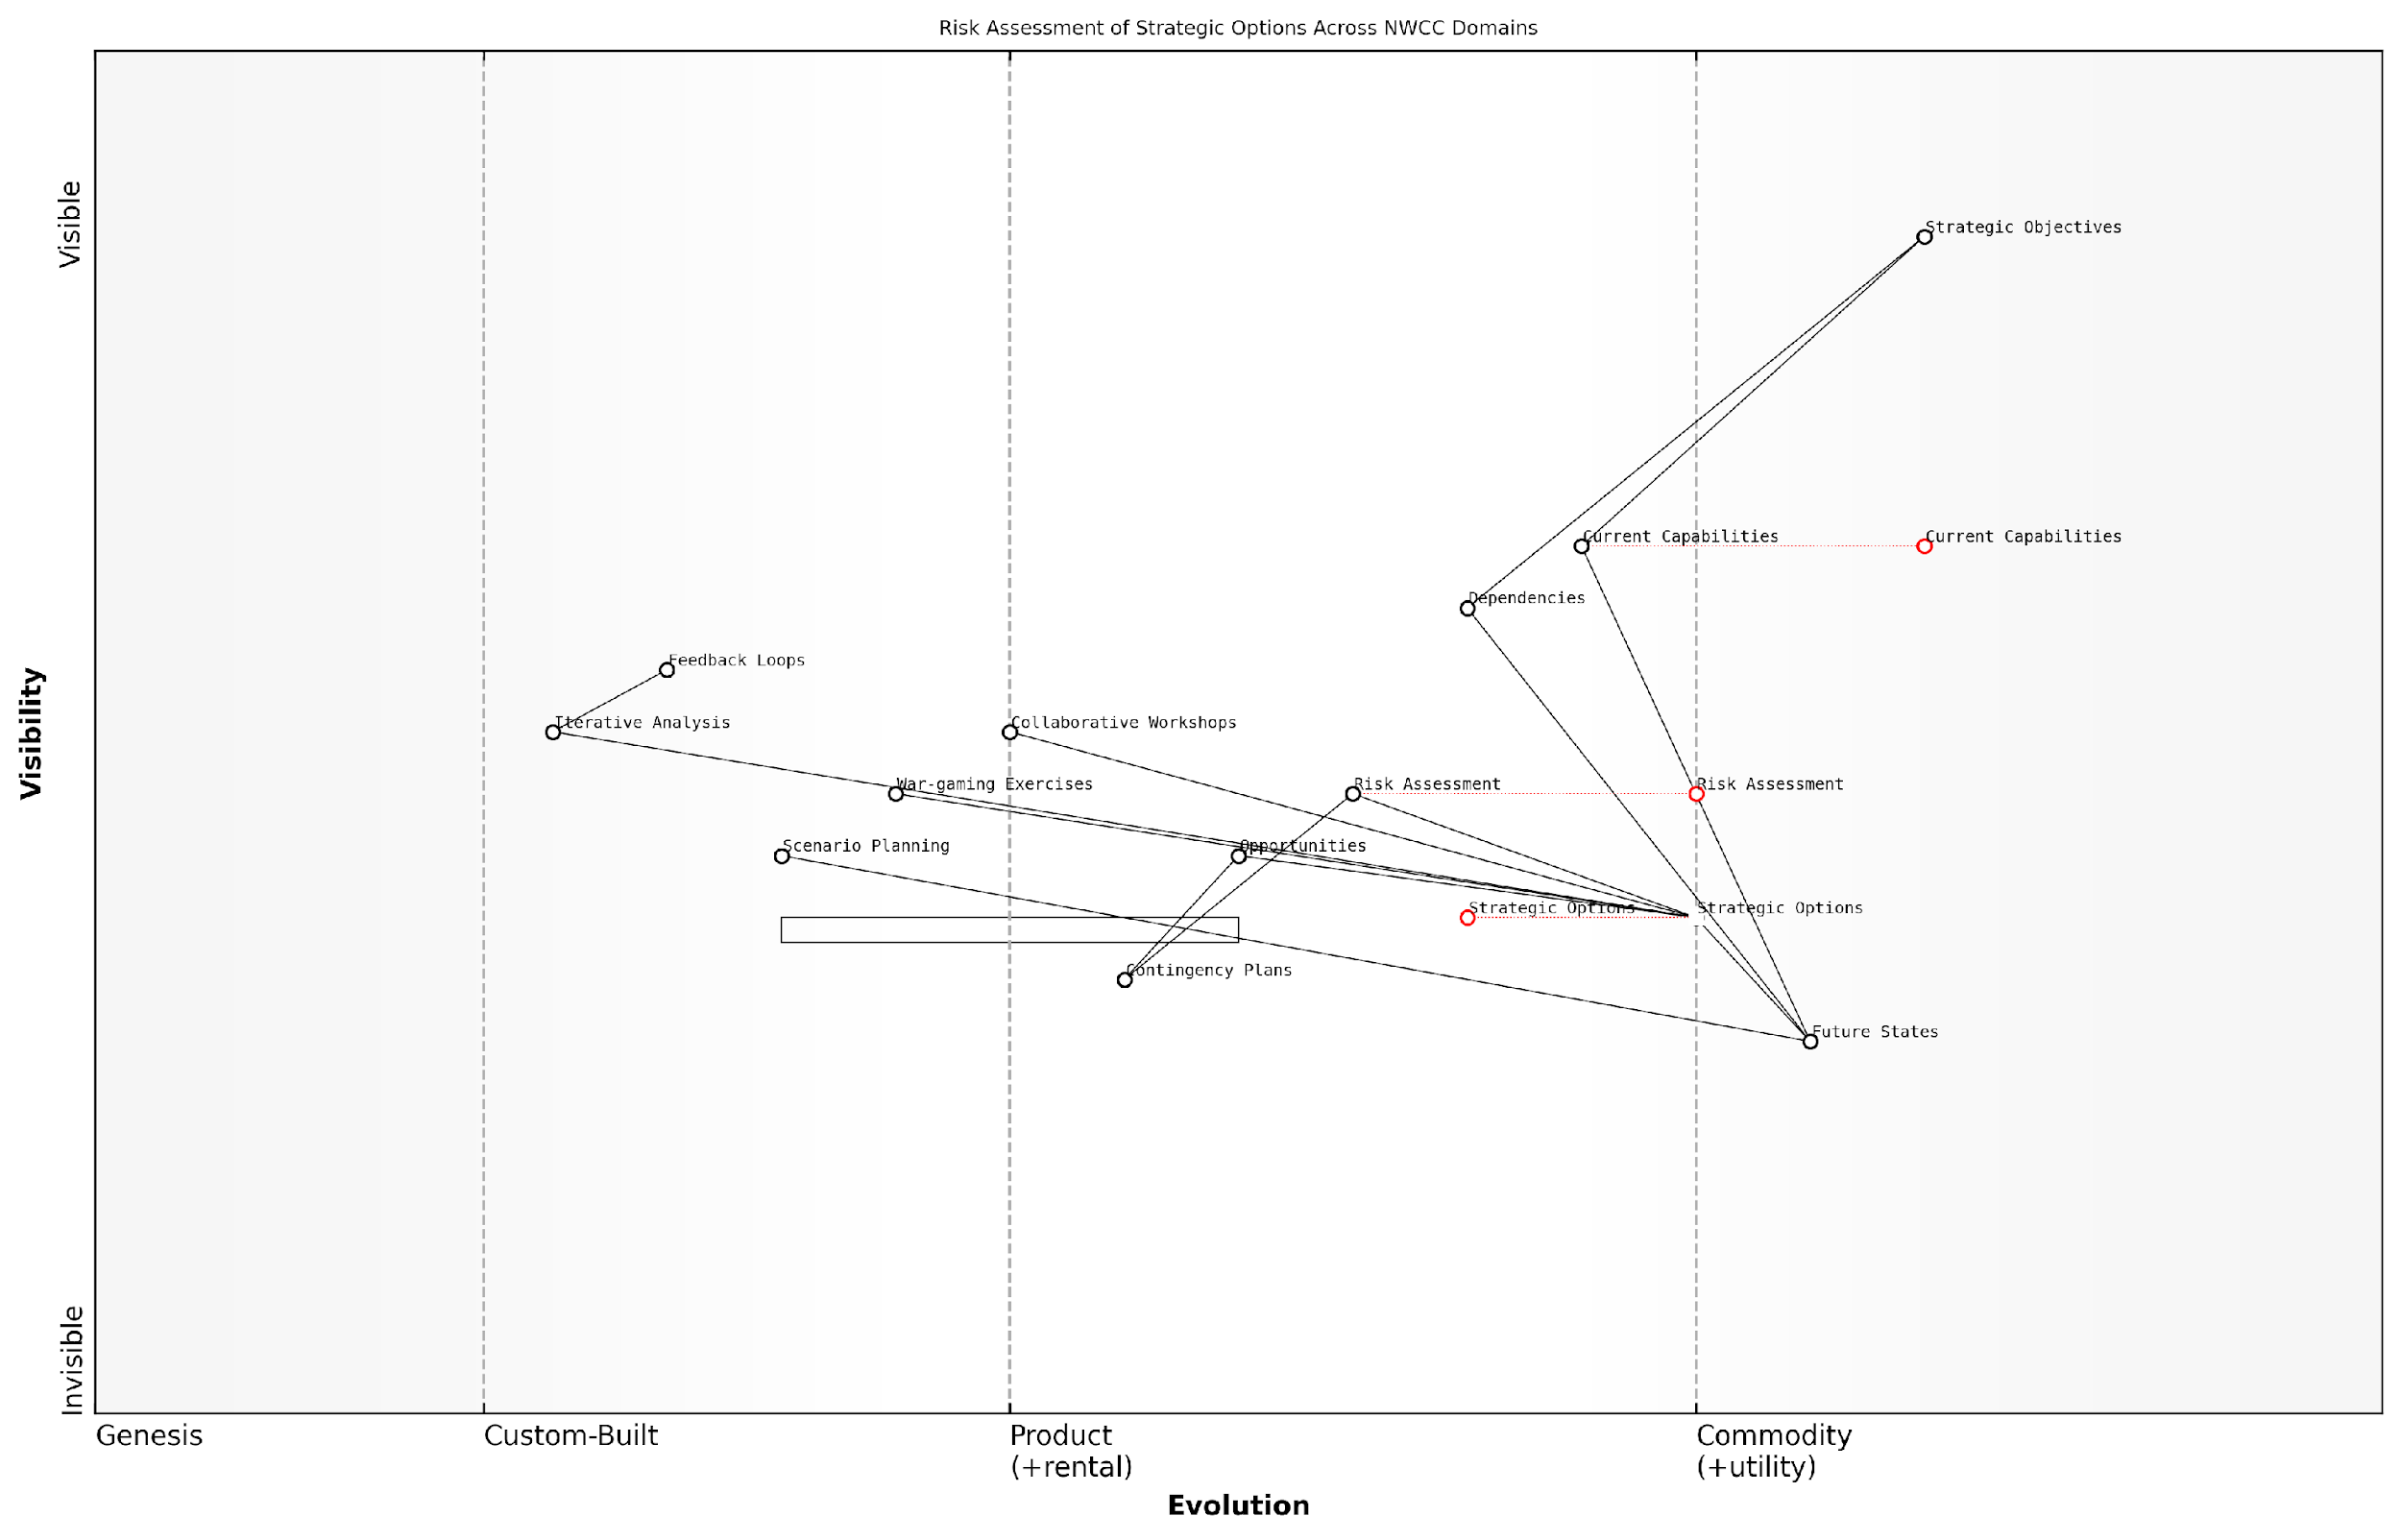 Risk Assessment of Strategic Options Across NWCC Domains
Visible
Strategic Objectives
Current Capabilities
Current Capabilities
Dependencies
Feedback Loops
Iterative Analysis
Collaborative Workshops
Visibility
War-gaming Exercises
Risk Assessment
Risk Assessment
Scenario Planning
Opportunities
Strategic Options
Strategic Options
Contingency Plans
Future States
Invisible
Genesis
Custom-Built
Product
(+rental)
Commodity
(+utility)
Evolution